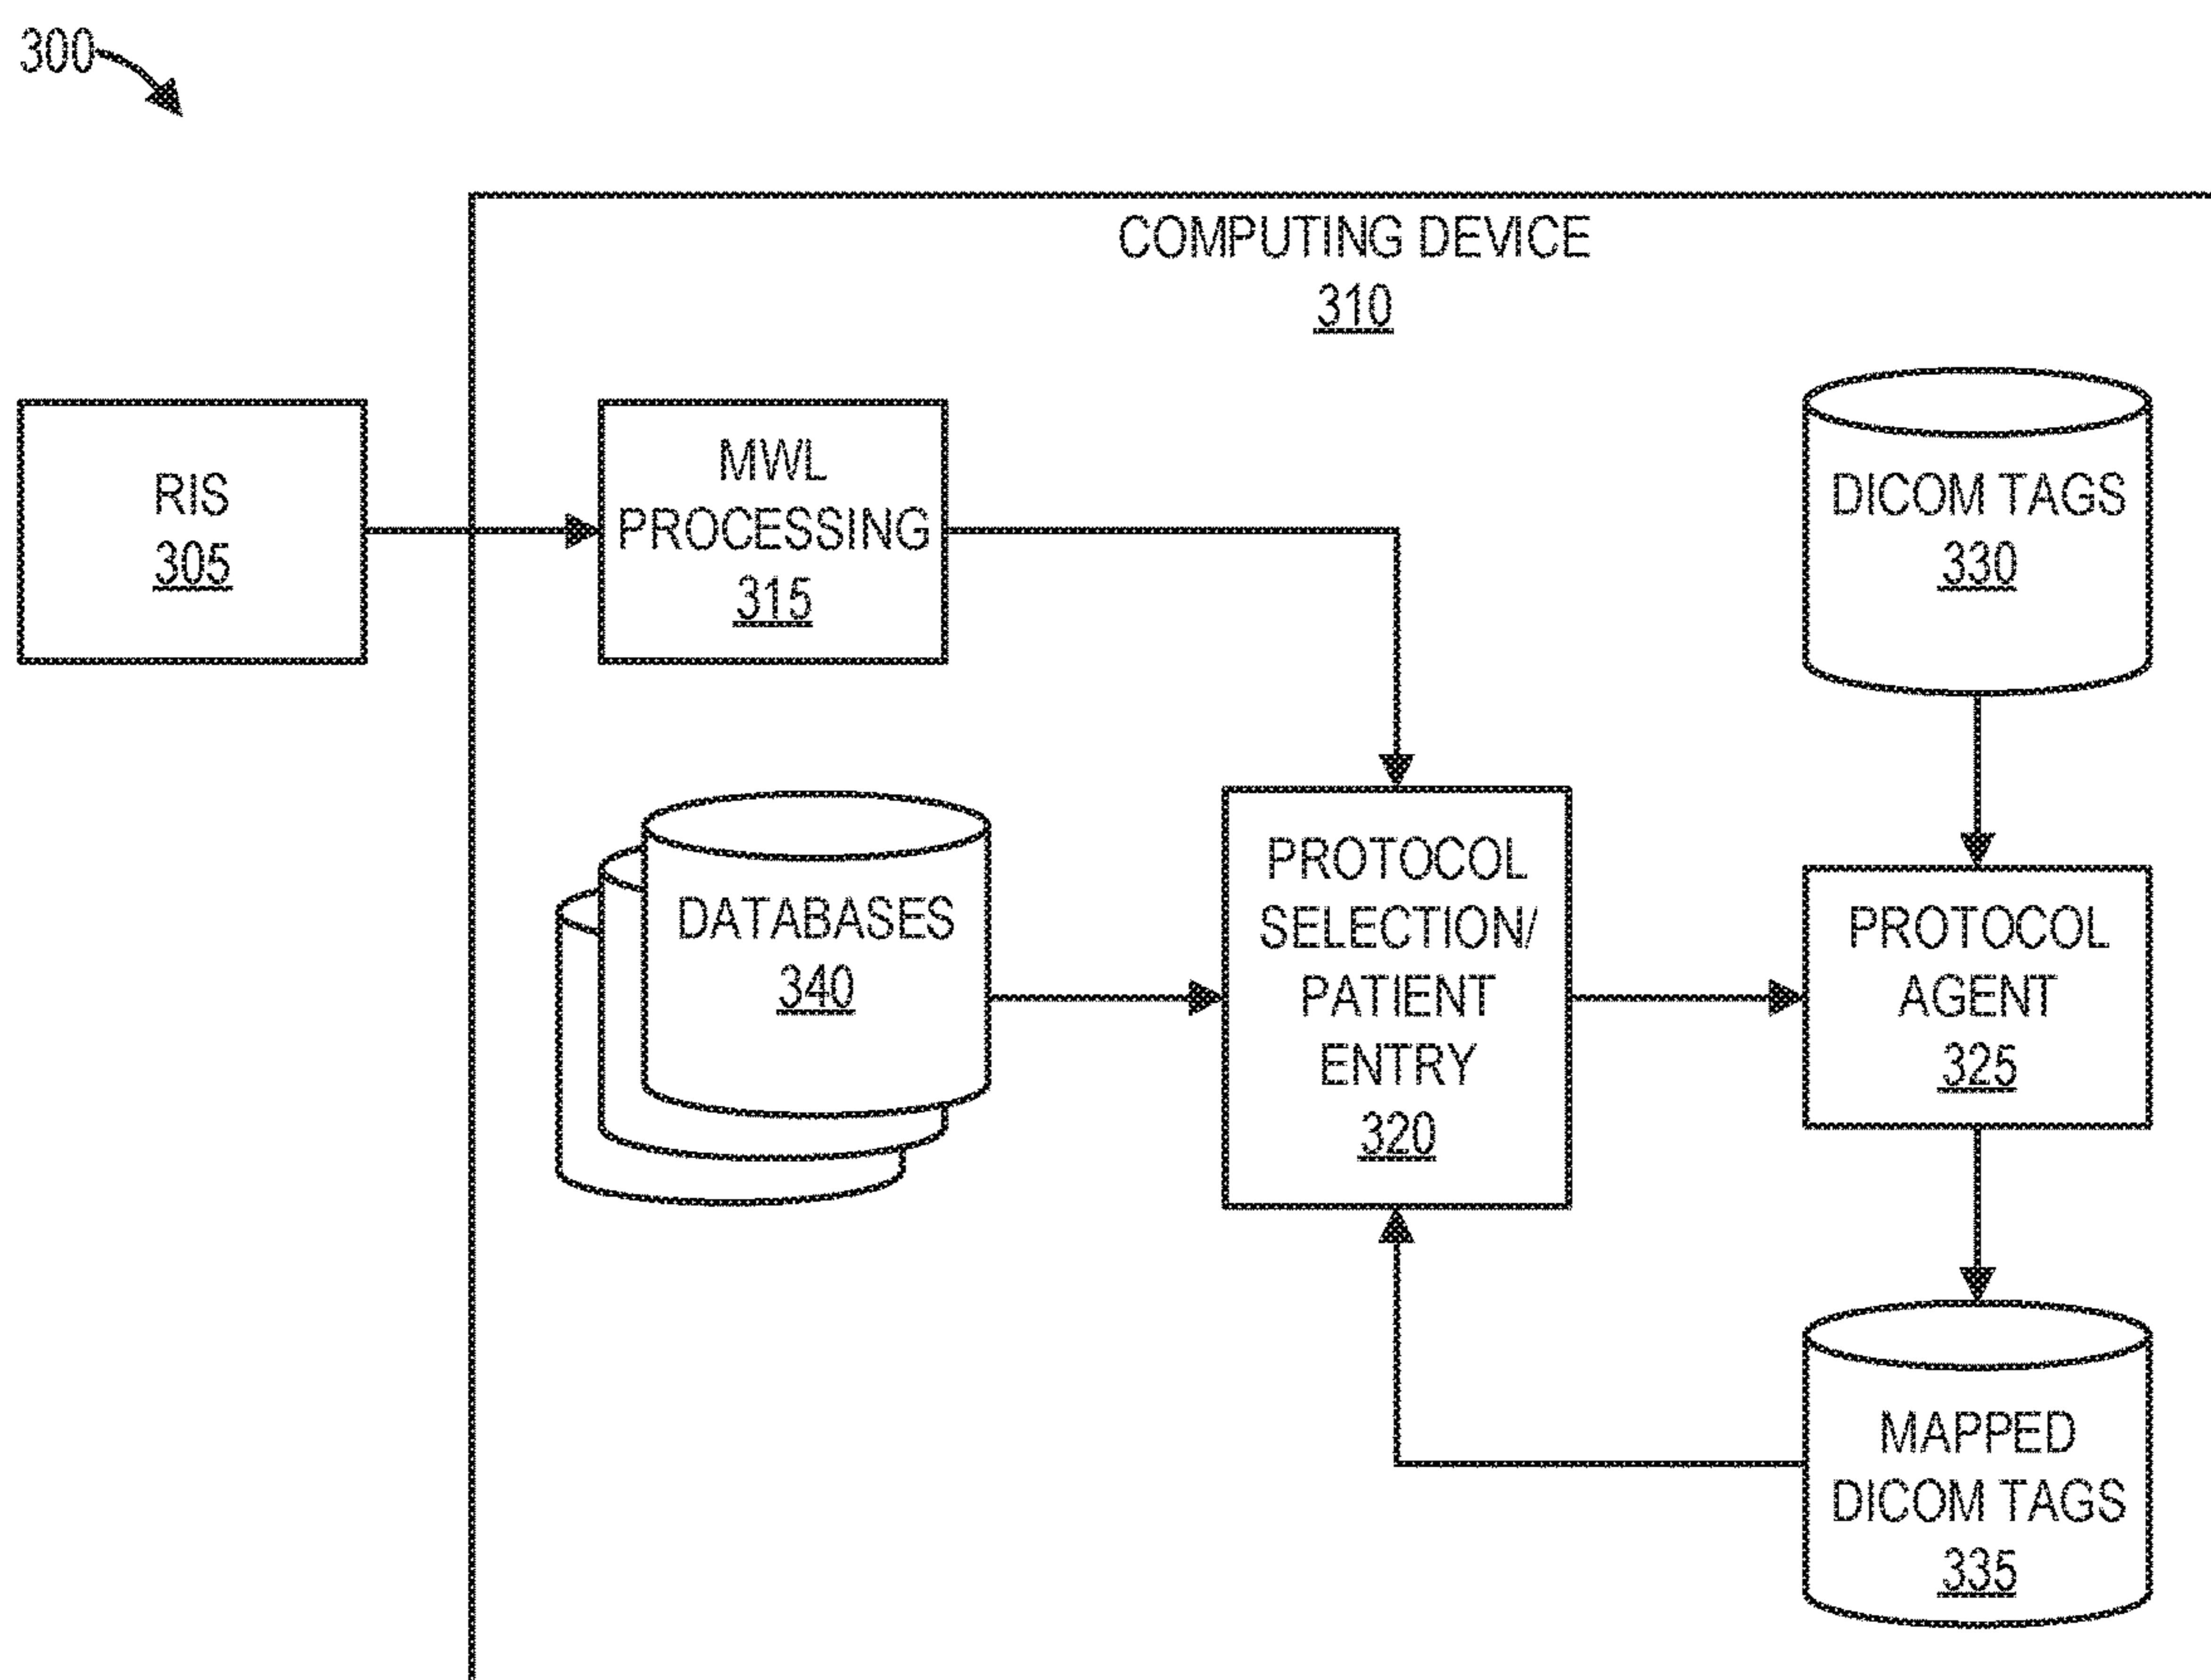 300
COMPUTING DEVICE
310
RIS
305
MWL
PROCESSING
315
DICOM TAGS
330
DATABASES
340
PROTOCOL
SELECTION/
PATIENT
ENTRY
320
PROTOCOL
AGENT
325
MAPPED
DICOM TAGS
335